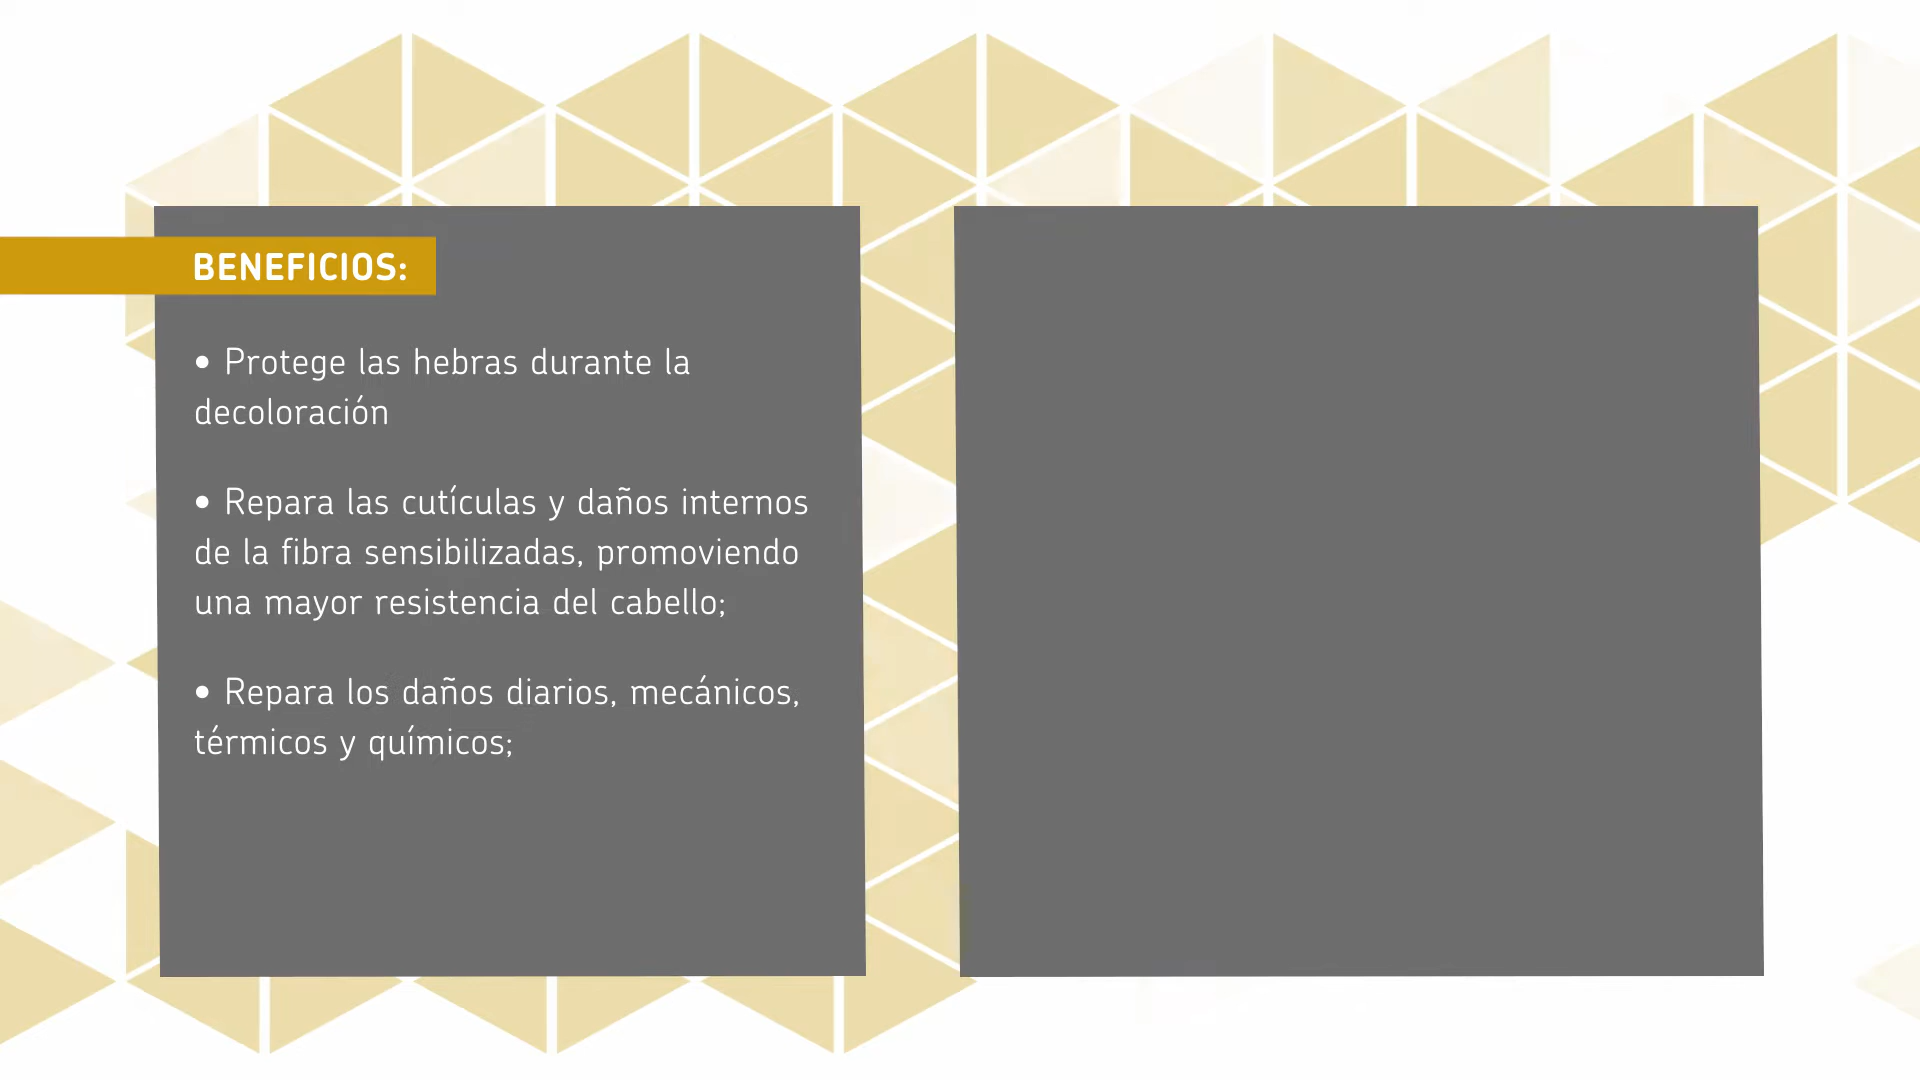 BENEFICIOS:
• Protege las hebras durante la
decoloración
• Repara las cutículas y daños internos
de la fibra sensibilizadas, promoviendo
una mayor resistencia del cabello;
• Repara los daños diarios, mecánicos,
térmicos y químicos;